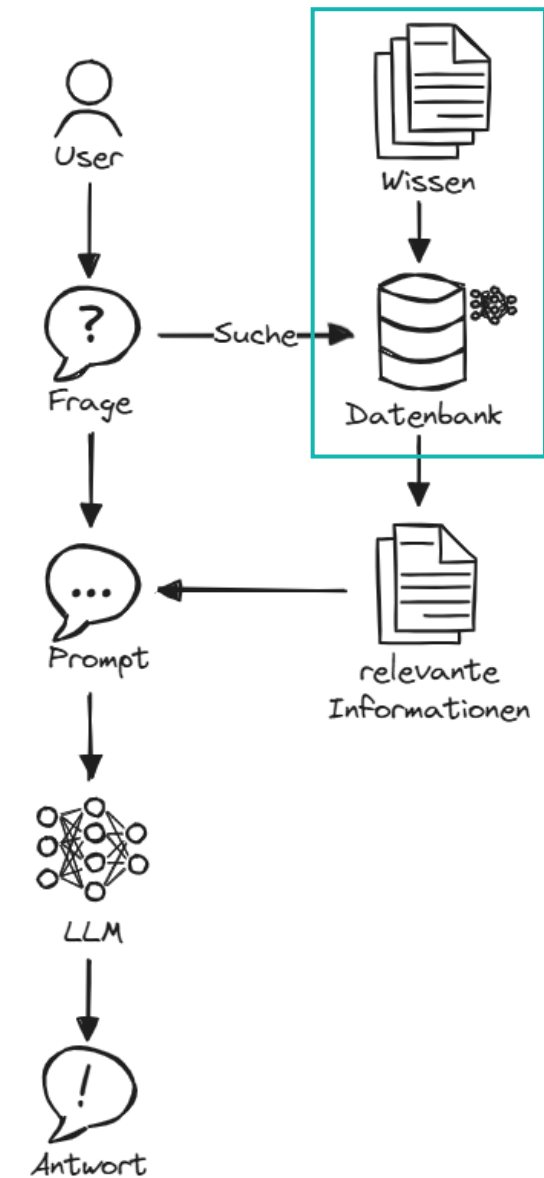 User
Wissen
Frage
Suche
Datenbank
Prompt
relevante
Informationen
LLM
Antwort